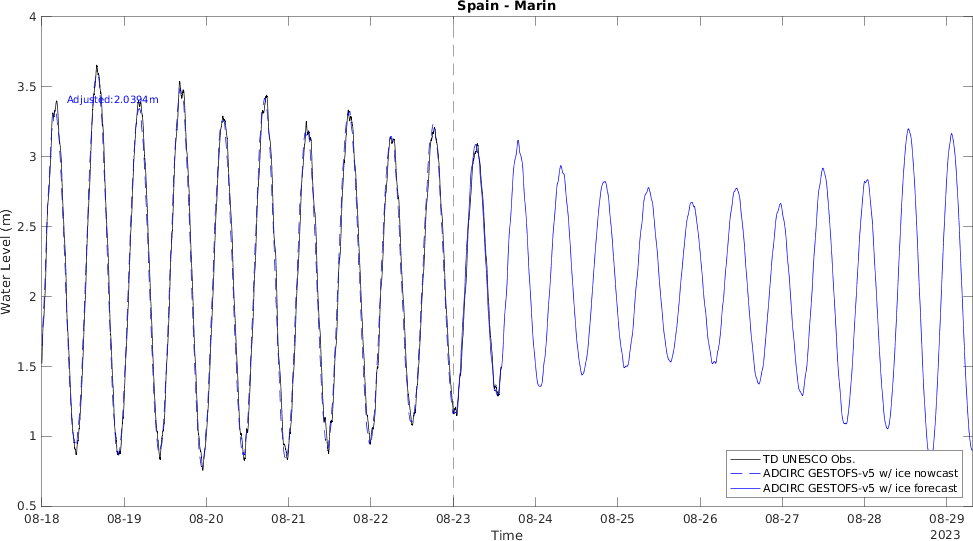 Spain - Marin
4
3.5
3
2.5
2
1.5
1
0.5
Water Level (m)
Adjusted:2.0394m
TD UNESCO Obs.
ADCIRC GESTOFS-v5 w/ ice nowcast
ADCIRC GESTOFS-v5 w/ ice forecast
08-18 08-19 08-20 08-21 08-22 08-23 08-24 08-25 08-26 08-27 08-28 08-29
2023
Time